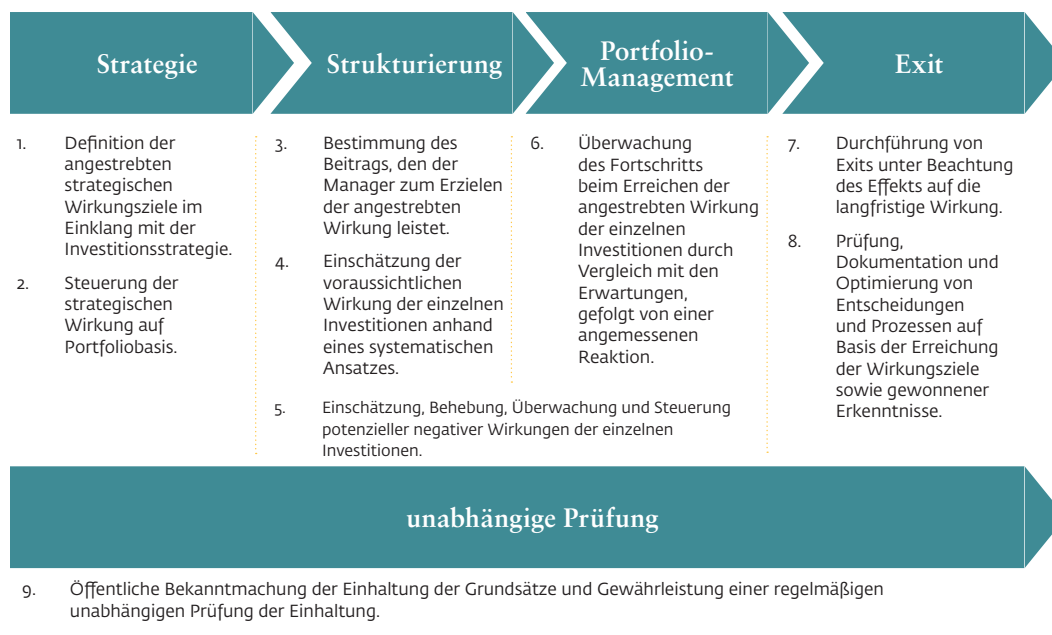 Strategie
Strukturierung
Portfolio-
Management
Exit
1. Definition der
angestrebten
strategischen
Wirkungsziele im
Einklang mit der
Investitionsstrategie.
2. Steuerung der
strategischen
Wirkung auf
Portfoliobasis.
3. Bestimmung des
Beitrags, den der
Manager zum Erzielen
der angestrebten
Wirkung leistet.
4. Einschätzung der
voraussichtlichen
Wirkung der einzelnen
Investitionen anhand
eines systematischen
Ansatzes.
5. Einschätzung, Behebung, Überwachung und Steuerung
potenzieller negativer Wirkungen der einzelnen
Investitionen.
6. Überwachung
des Fortschritts
beim Erreichen der
angestrebten Wirkung
der einzelnen
Investitionen durch
Vergleich mit den
Erwartungen,
gefolgt von einer
angemessenen
Reaktion.
7. Durchführung von
Exits unter Beachtung
des Effekts auf die
langfristige Wirkung.
8. Prüfung,
Dokumentation und
Optimierung von
Entscheidungen
und Prozessen auf
Basis der Erreichung
der Wirkungsziele
sowie gewonnener
Erkenntnisse.
unabhängige Prüfung
9. Öffentliche Bekanntmachung der Einhaltung der Grundsätze und Gewährleistung einer regelmäßigen
unabhängigen Prüfung der Einhaltung.